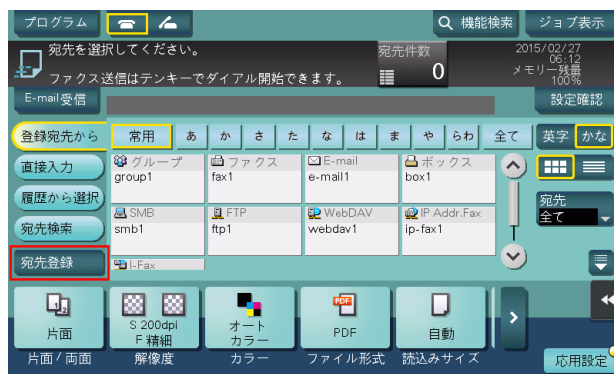 プログラム
機能検索
ジョブ表示
宛先を選択してください。
ファクス送信はテンキーでダイアル開始できます。
宛先件数
0
2015/02/27
06:12
メモリー残量
100%
E-mail受信
設定確認
登録宛先から
常用 あ か さ た な は ま や らわ 全て
英字 かな
直接入力
履歴から選択
宛先検索
宛先登録
グループ ファクス E-mail ボックス
group1 fax1 e-mail1 box1
SMB FTP WebDAV IP Addr.Fax
smb1 ftp1 webdav1 ip-fax1
I-Fax
宛先
全て
片面
S 200dpi
F 精細
オート
カラー
PDF
PDF
自動
片面/両面 解像度 カラー ファイル形式 読込みサイズ
応用設定